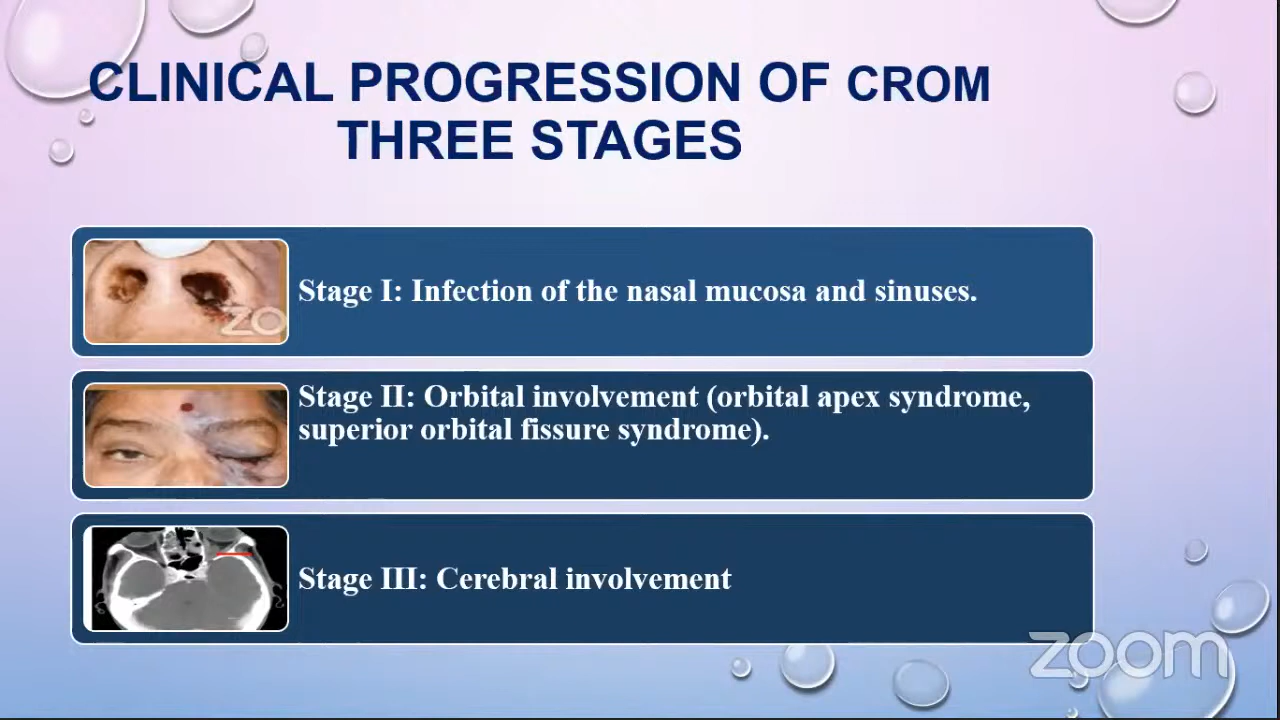 CLINICAL PROGRESSION OF CROM
THREE STAGES
Stage I: Infection of the nasal mucosa and sinuses.
ZO
Stage II: Orbital involvement (orbital apex syndrome,
superior orbital fissure syndrome).
Stage III: Cerebral involvement
zoom